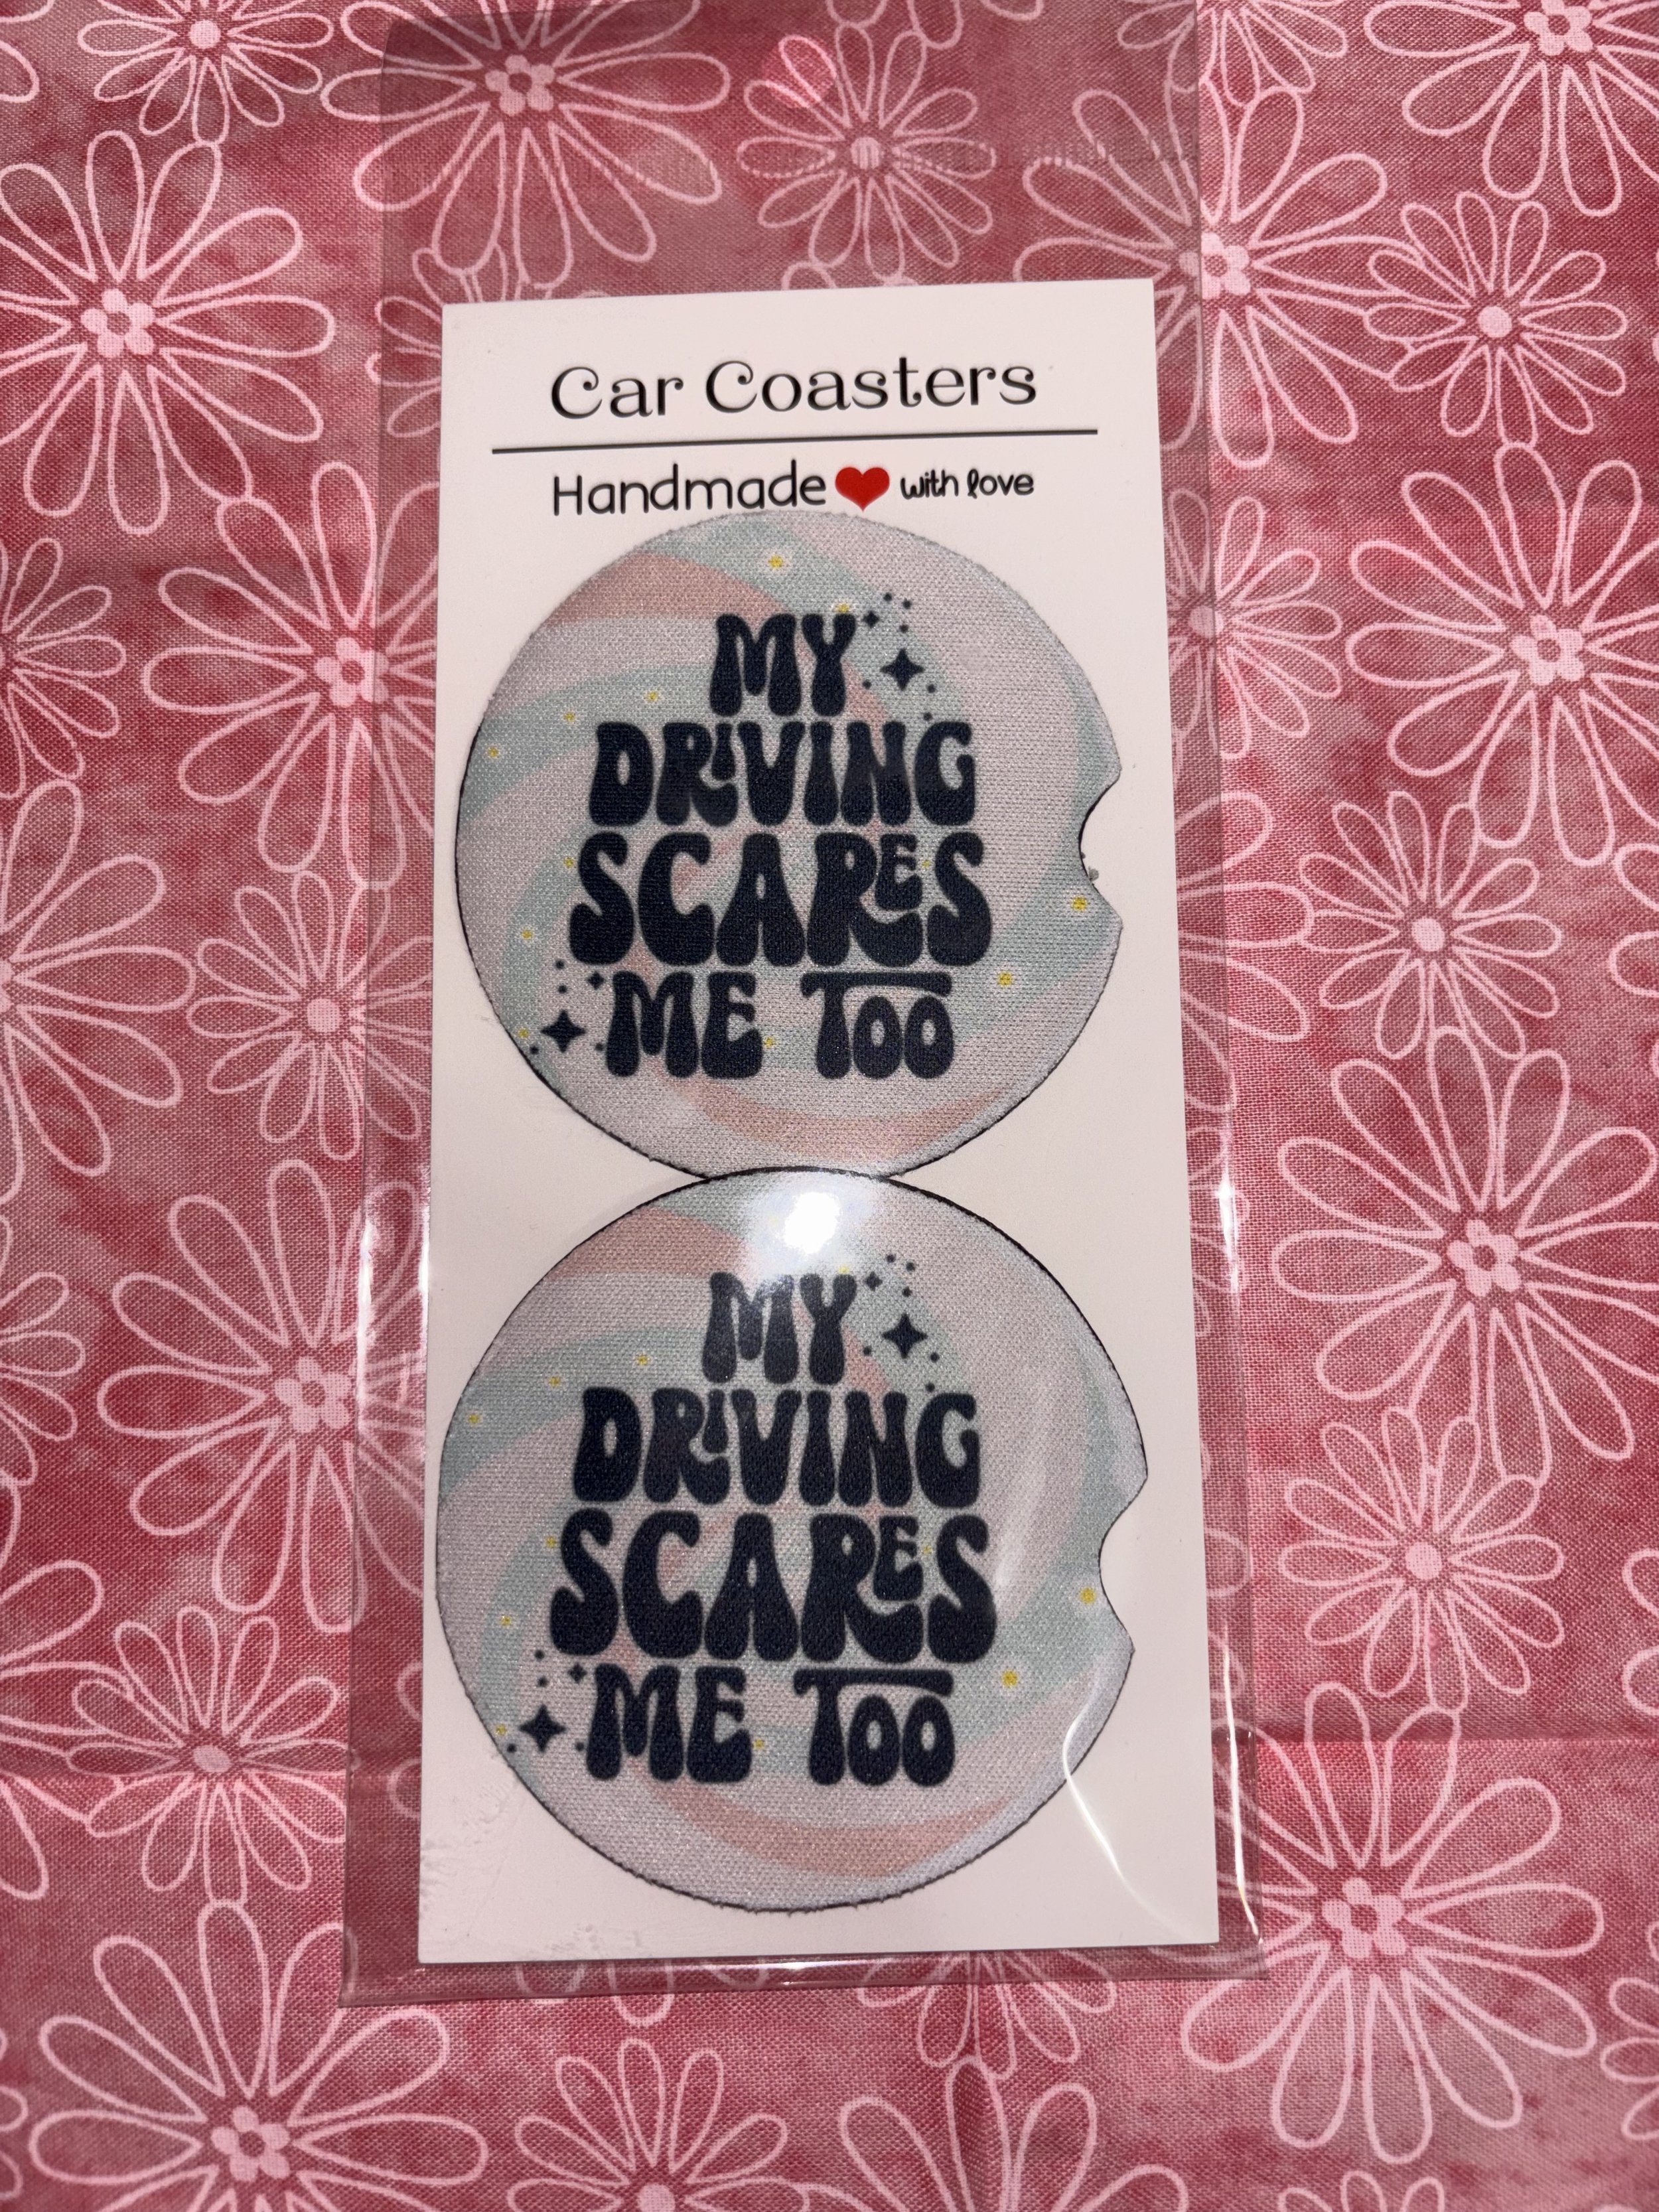 Car Coasters
Handmade ❤ with love
MY
DRIVING
SCARES
ME TOO
MY
DRIVING
SCARES
ME TOO